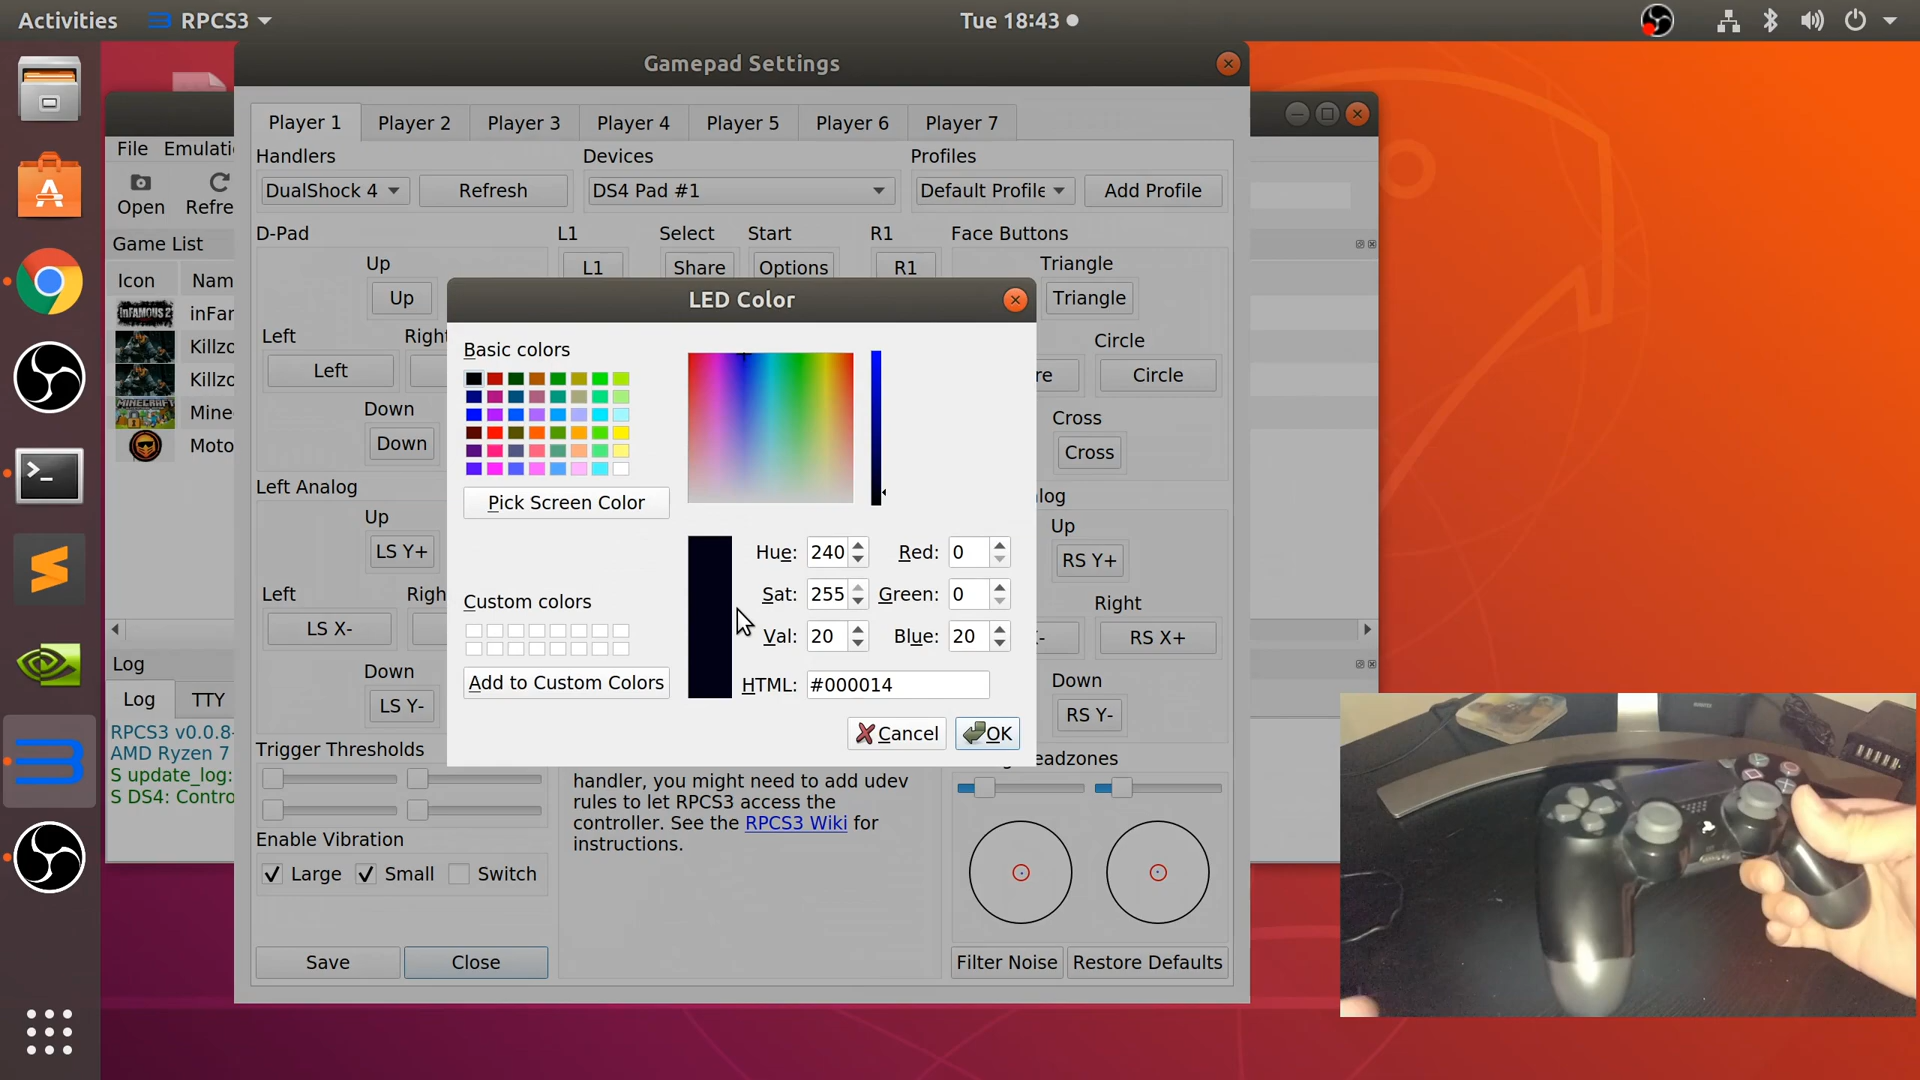 Activities
RPCS3
Tue 18:43
Gamepad Settings
Player 1
Player 2
Player 3
Player 4
Player 5
Player 6
Player 7
File
Emulati
Open
Refre
Game List
Icon
Nam
inFAMOUS 2
inFar
Killzo
Killzo
MINECRAFT
Mine
Moto
Log
Log
TTY
RPCS3 v0.0.8-
AMD Ryzen 7
S update_log:
S DS4: Contro
Handlers
Devices
Profiles
DualShock 4
Refresh
DS4 Pad #1
Default Profile
Add Profile
D-Pad
L1
Select
Start
R1
Face Buttons
Up
L1
Share
Options
R1
Triangle
Up
Triangle
Left
Righ
Circle
Left
re
Circle
Down
Cross
Down
Cross
Left Analog
log
Up
Up
LS Y+
RS Y+
Left
Righ
Right
LS X-
(-
RS X+
Down
Down
LS Y-
RS Y-
Trigger Thresholds
eadzones
Enable Vibration
Large
Small
Switch
handler, you might need to add udev
rules to let RPCS3 access the
controller. See the RPCS3 Wiki for
instructions.
Save
Close
Filter Noise
Restore Defaults
LED Color
Basic colors
Pick Screen Color
Custom colors
Add to Custom Colors
Hue: 240
Red: 0
Sat: 255
Green: 0
Val: 20
Blue: 20
HTML: #000014
Cancel
OK